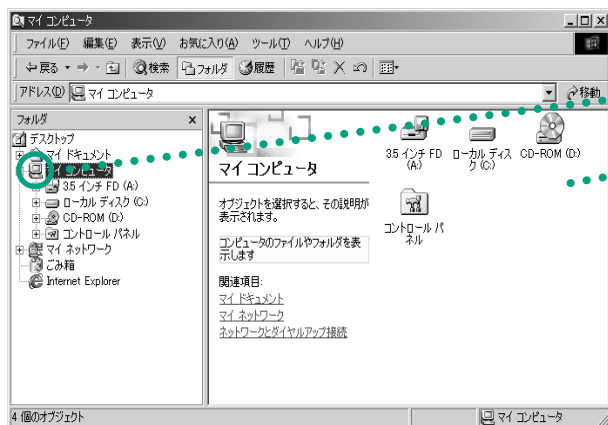 マイ コンピュータ
ファイル(F) 編集(E) 表示(V) お気に入り(A) ツール(T) ヘルプ(H)
戻る 検索 フォルダ 履歴
アドレス(D) マイ コンピュータ 移動
フォルダ
デスクトップ
マイ ドキュメント
マイ コンピュータ
3.5 インチ FD (A:)
ローカル ディスク (C:)
CD-ROM (D:)
コントロール パネル
マイ ネットワーク
ごみ箱
Internet Explorer
マイ コンピュータ
オブジェクトを選択すると、その説明が
表示されます。
コンピュータのファイルやフォルダを表
示します
関連項目:
マイ ドキュメント
マイ ネットワーク
ネットワークとダイヤルアップ接続
3.5 インチ FD
(A:)
ローカル ディス
ク (C:)
CD-ROM (D:)
コントロール パ
ネル
4 個のオブジェクト
マイ コンピュータ